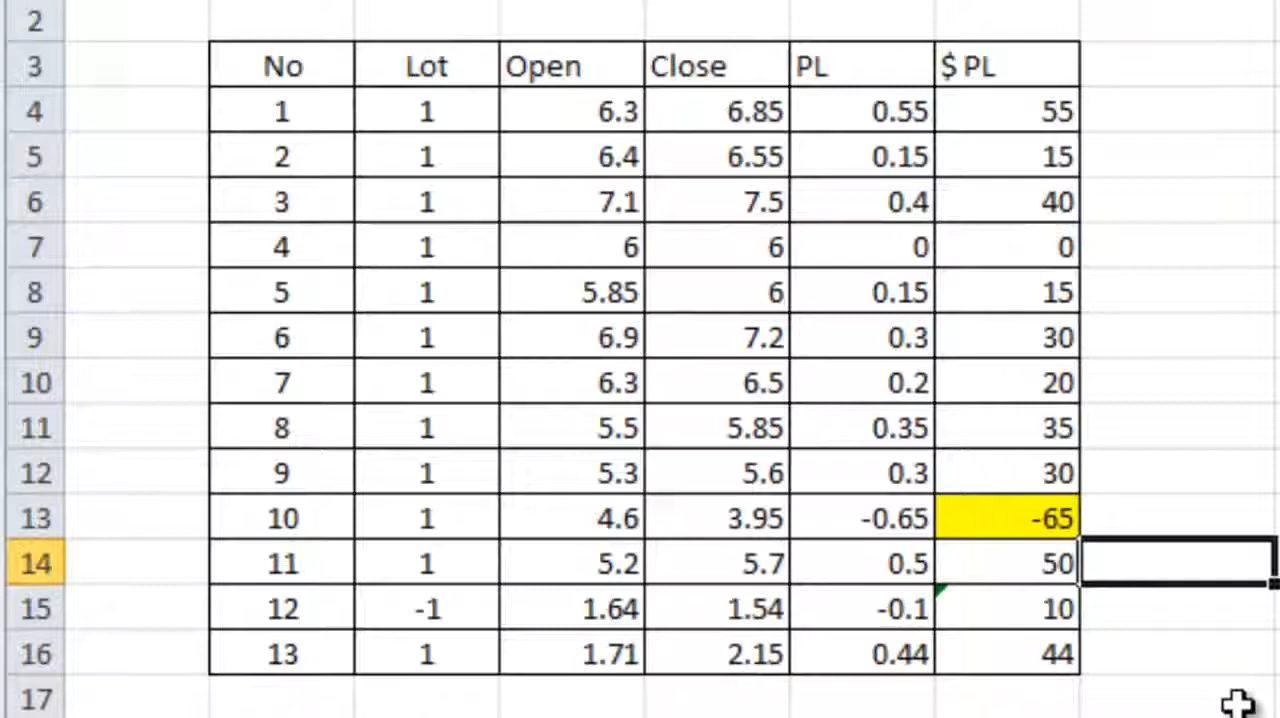 2
3 No Lot Open Close PL $ PL
4 1 1 6.3 6.85 0.55 55
5 2 1 6.4 6.55 0.15 15
6 3 1 7.1 7.5 0.4 40
7 4 1 6 6 0 0
8 5 1 5.85 6 0.15 15
9 6 1 6.9 7.2 0.3 30
10 7 1 6.3 6.5 0.2 20
11 8 1 5.5 5.85 0.35 35
12 9 1 5.3 5.6 0.3 30
13 10 1 4.6 3.95 -0.65 -65
14 11 1 5.2 5.7 0.5 50
15 12 -1 1.64 1.54 -0.1 10
16 13 1 1.71 2.15 0.44 44
17